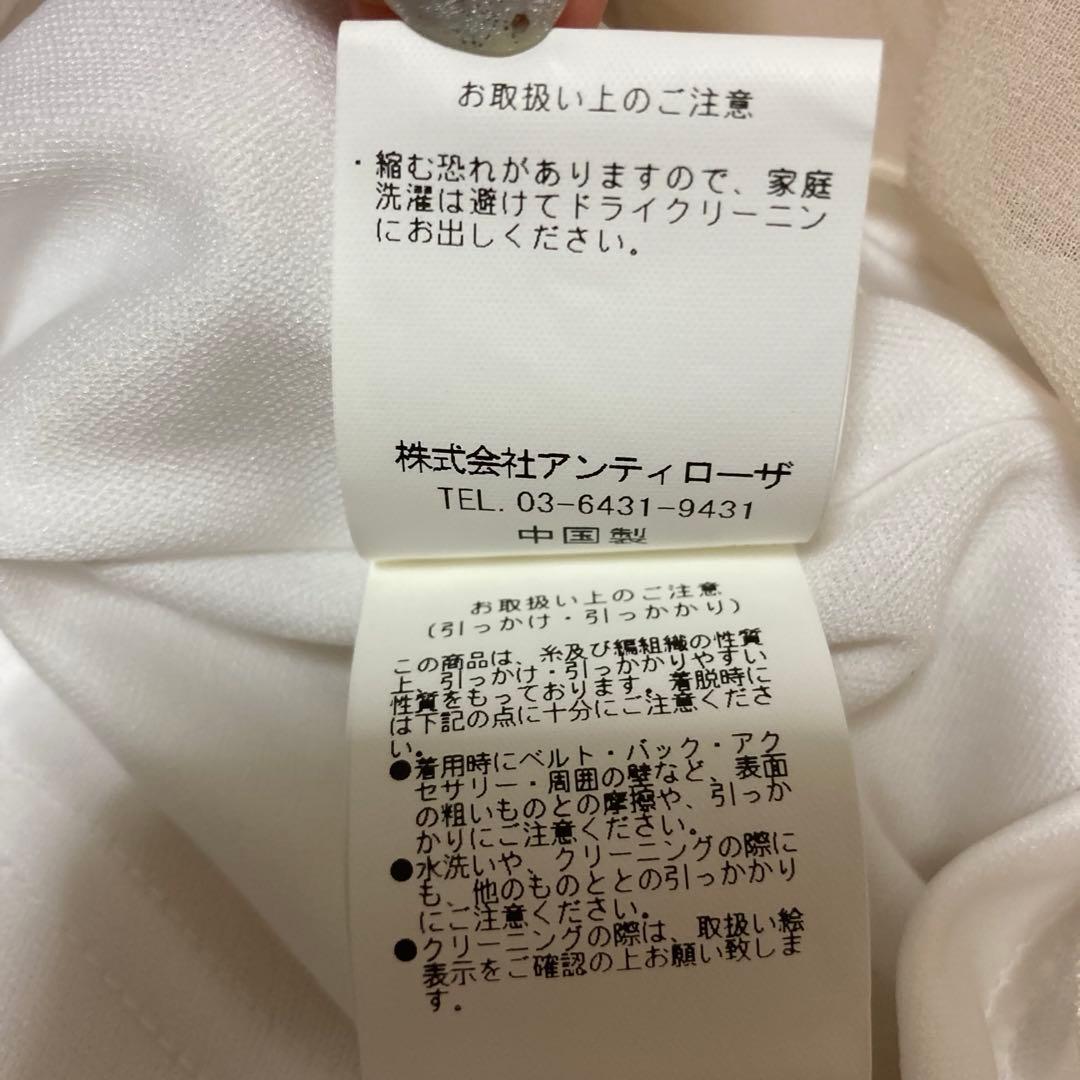 お取扱い上のご注意
・縮む恐れがありますので、家庭
洗濯は避けてドライクリーニン
にお出しください。
株式会社アンティローザ
TEL. 03-6431-9431
中国製
お取扱い上のご注意
(引っかけ・引っかかり)
この商品は、糸及び編組織の性質
上、引っかけ・引っかかりやすい
性質をもっております。着脱時に
は下記の点に十分にご注意くださ
い。
●着用時にベルト・バック・アク
セサリー・周囲の壁など、表面
の粗いものとの摩擦や、引っか
かりにご注意ください。
●水洗いや、クリーニングの際に
も、他のものととの引っかかり
にご注意ください。
●クリーニングの際は、取扱い絵
表示をご確認の上お願い致しま
す。